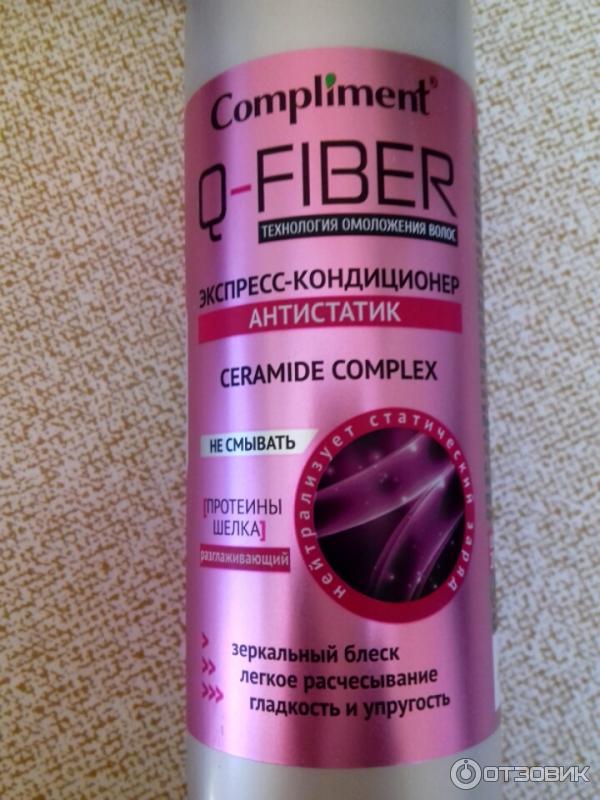 Compliment®
Q-FIBER
ТЕХНОЛОГИЯ ОМОЛОЖЕНИЯ ВОЛОС
ЭКСПРЕСС-КОНДИЦИОНЕР
АНТИСТАТИК
CERAMIDE COMPLEX
НЕ СМЫВАТЬ
нейтрализует статический заряд
[ПРОТЕИНЫ
ШЕЛКА]
разглаживающий
зеркальный блеск
легкое расчесывание
гладкость и упругость
ОТЗОВИК